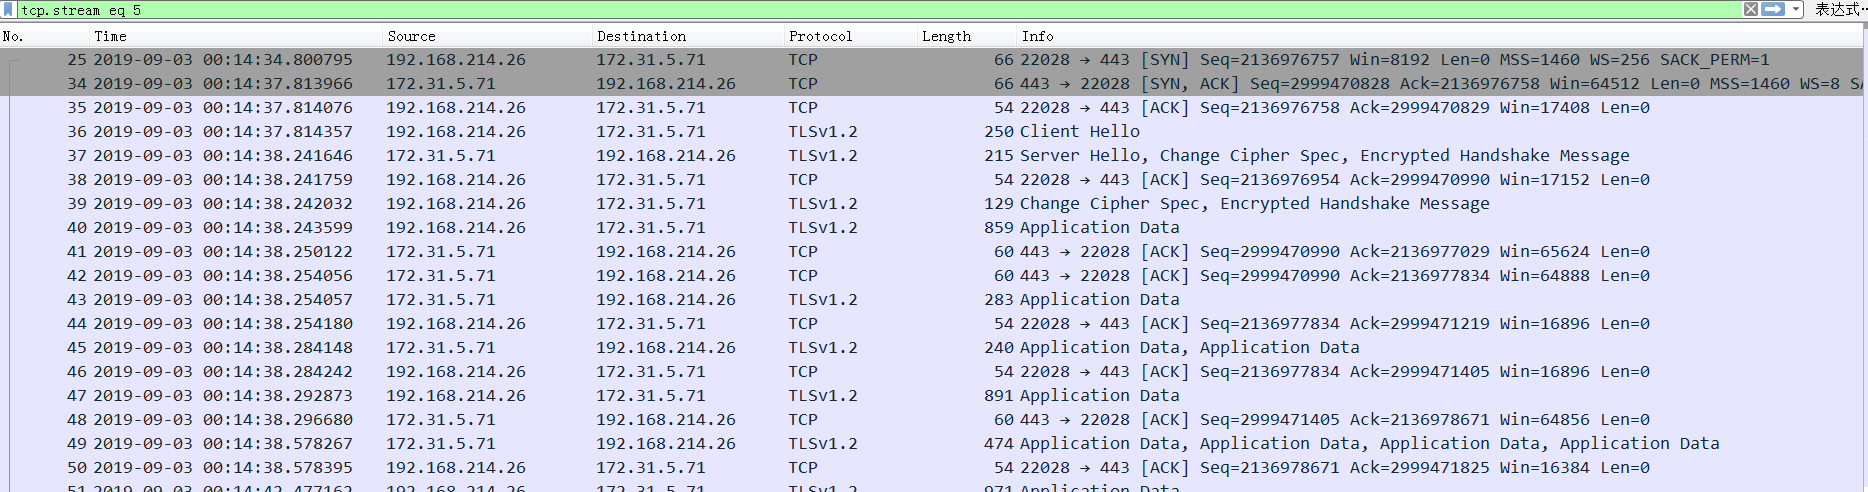 tcp.stream eq 5 表达式…
No. Time Source Destination Protocol Length Info
25 2019-09-03 00:14:34.800795 192.168.214.26 172.31.5.71 TCP 66 22028 → 443 [SYN] Seq=2136976757 Win=8192 Len=0 MSS=1460 WS=256 SACK_PERM=1
34 2019-09-03 00:14:37.813966 172.31.5.71 192.168.214.26 TCP 66 443 → 22028 [SYN, ACK] Seq=2999470828 Ack=2136976758 Win=64512 Len=0 MSS=1460 WS=8 SA
35 2019-09-03 00:14:37.814076 192.168.214.26 172.31.5.71 TCP 54 22028 → 443 [ACK] Seq=2136976758 Ack=2999470829 Win=17408 Len=0
36 2019-09-03 00:14:37.814357 192.168.214.26 172.31.5.71 TLSv1.2 250 Client Hello
37 2019-09-03 00:14:38.241646 172.31.5.71 192.168.214.26 TLSv1.2 215 Server Hello, Change Cipher Spec, Encrypted Handshake Message
38 2019-09-03 00:14:38.241759 192.168.214.26 172.31.5.71 TCP 54 22028 → 443 [ACK] Seq=2136976954 Ack=2999470990 Win=17152 Len=0
39 2019-09-03 00:14:38.242032 192.168.214.26 172.31.5.71 TLSv1.2 129 Change Cipher Spec, Encrypted Handshake Message
40 2019-09-03 00:14:38.243599 192.168.214.26 172.31.5.71 TLSv1.2 859 Application Data
41 2019-09-03 00:14:38.250122 172.31.5.71 192.168.214.26 TCP 60 443 → 22028 [ACK] Seq=2999470990 Ack=2136977029 Win=65624 Len=0
42 2019-09-03 00:14:38.254056 172.31.5.71 192.168.214.26 TCP 60 443 → 22028 [ACK] Seq=2999470990 Ack=2136977834 Win=64888 Len=0
43 2019-09-03 00:14:38.254057 172.31.5.71 192.168.214.26 TLSv1.2 283 Application Data
44 2019-09-03 00:14:38.254180 192.168.214.26 172.31.5.71 TCP 54 22028 → 443 [ACK] Seq=2136977834 Ack=2999471219 Win=16896 Len=0
45 2019-09-03 00:14:38.284148 172.31.5.71 192.168.214.26 TLSv1.2 240 Application Data, Application Data
46 2019-09-03 00:14:38.284242 192.168.214.26 172.31.5.71 TCP 54 22028 → 443 [ACK] Seq=2136977834 Ack=2999471405 Win=16896 Len=0
47 2019-09-03 00:14:38.292873 192.168.214.26 172.31.5.71 TLSv1.2 891 Application Data
48 2019-09-03 00:14:38.296680 172.31.5.71 192.168.214.26 TCP 60 443 → 22028 [ACK] Seq=2999471405 Ack=2136978671 Win=64856 Len=0
49 2019-09-03 00:14:38.578267 172.31.5.71 192.168.214.26 TLSv1.2 474 Application Data, Application Data, Application Data, Application Data
50 2019-09-03 00:14:38.578395 192.168.214.26 172.31.5.71 TCP 54 22028 → 443 [ACK] Seq=2136978671 Ack=2999471825 Win=16384 Len=0
51 2019-09-03 00:14:42.477162 192.168.214.26 172.31.5.71 TLSv1.2 971 Application Data